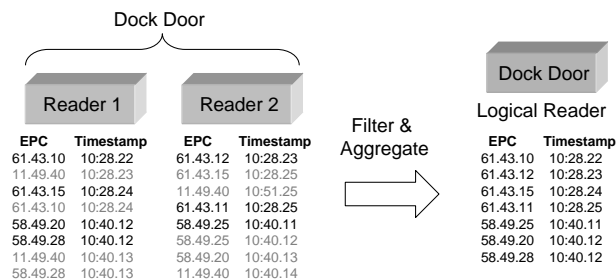 Dock Door
Reader 1
EPC Timestamp
61.43.10 10:28.22
11.49.40 10:28.23
61.43.15 10:28.24
61.43.10 10:28.24
58.49.20 10:40.12
58.49.28 10:40.12
11.49.40 10:40.13
58.49.28 10:40.13
Reader 2
EPC Timestamp
61.43.12 10:28.23
61.43.15 10:28.25
11.49.40 10:51.25
61.43.11 10:28.25
58.49.25 10:40.11
58.49.25 10:40.12
58.49.20 10:40.13
11.49.40 10:40.14
Filter &
Aggregate
Dock Door
Logical Reader
EPC Timestamp
61.43.10 10:28.22
61.43.12 10:28.23
61.43.15 10:28.24
61.43.11 10:28.25
58.49.25 10:40.11
58.49.20 10:40.12
58.49.28 10:40.12